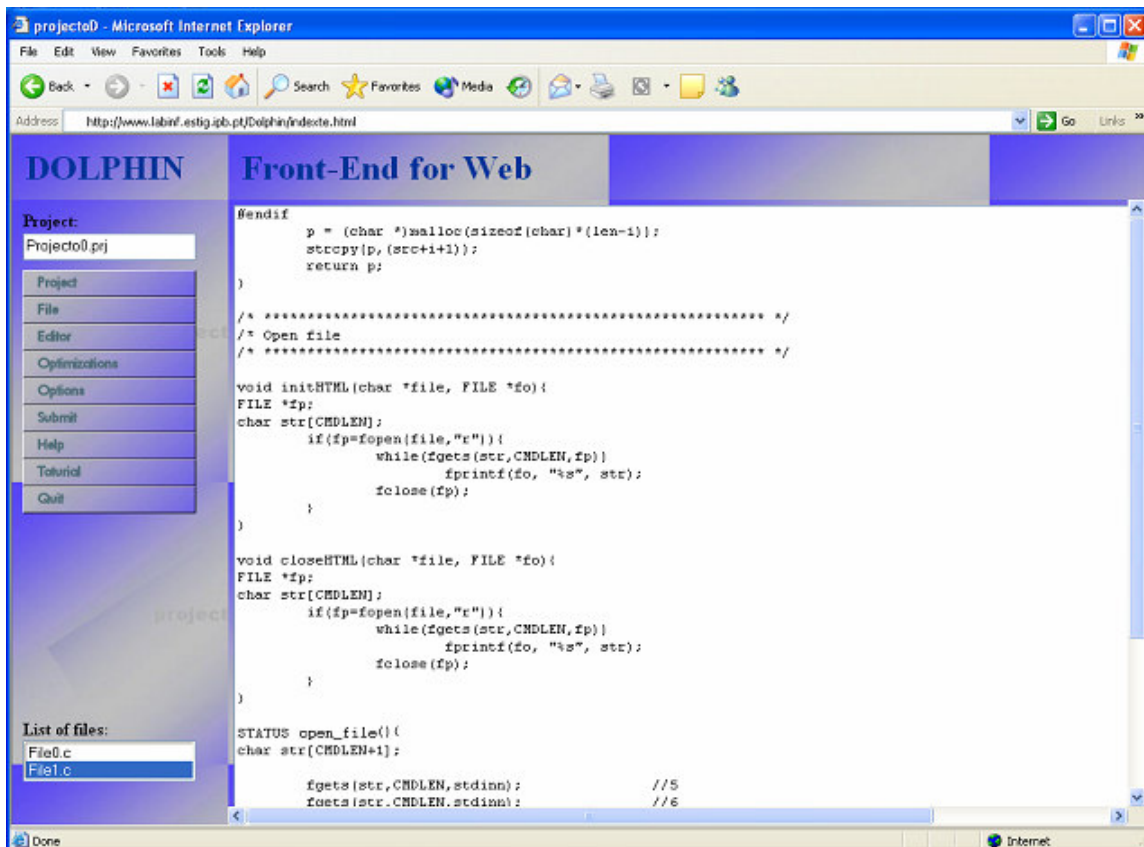 projectoD - Microsoft Internet Explorer
File Edit View Favorites Tools Help
Back Search Favorites Media
Address http://www.labinf.estig.ipb.pt/Dolphin/indexte.html Go Links »
DOLPHIN Front-End for Web
Project:
Projecto0.prj
Project
File
Editor
Optimizations
Options
Submit
Help
Toturial
Quit
project
List of files:
File0.c
File1.c
#endif
p = (char *)malloc(sizeof(char)*(len-i));
strcpy(p,(src+i+1));
return p;
}
/* ************************************************************ */
/* Open file
/* ************************************************************ */
void initHTML(char *file, FILE *fo){
FILE *fp;
char str[CMDLEN];
if(fp=fopen(file,"r")){
while(fgets(str,CMDLEN,fp))
fprintf(fo, "%s", str);
fclose(fp);
}
}
void closeHTML(char *file, FILE *fo){
FILE *fp;
char str[CMDLEN];
if(fp=fopen(file,"r")){
while(fgets(str,CMDLEN,fp))
fprintf(fo, "%s", str);
fclose(fp);
}
}
STATUS open_file(){
char str[CMDLEN+1];
fgets(str,CMDLEN,stdinn); //5
fgets(str,CMDLEN,stdinn); //6
Done Internet